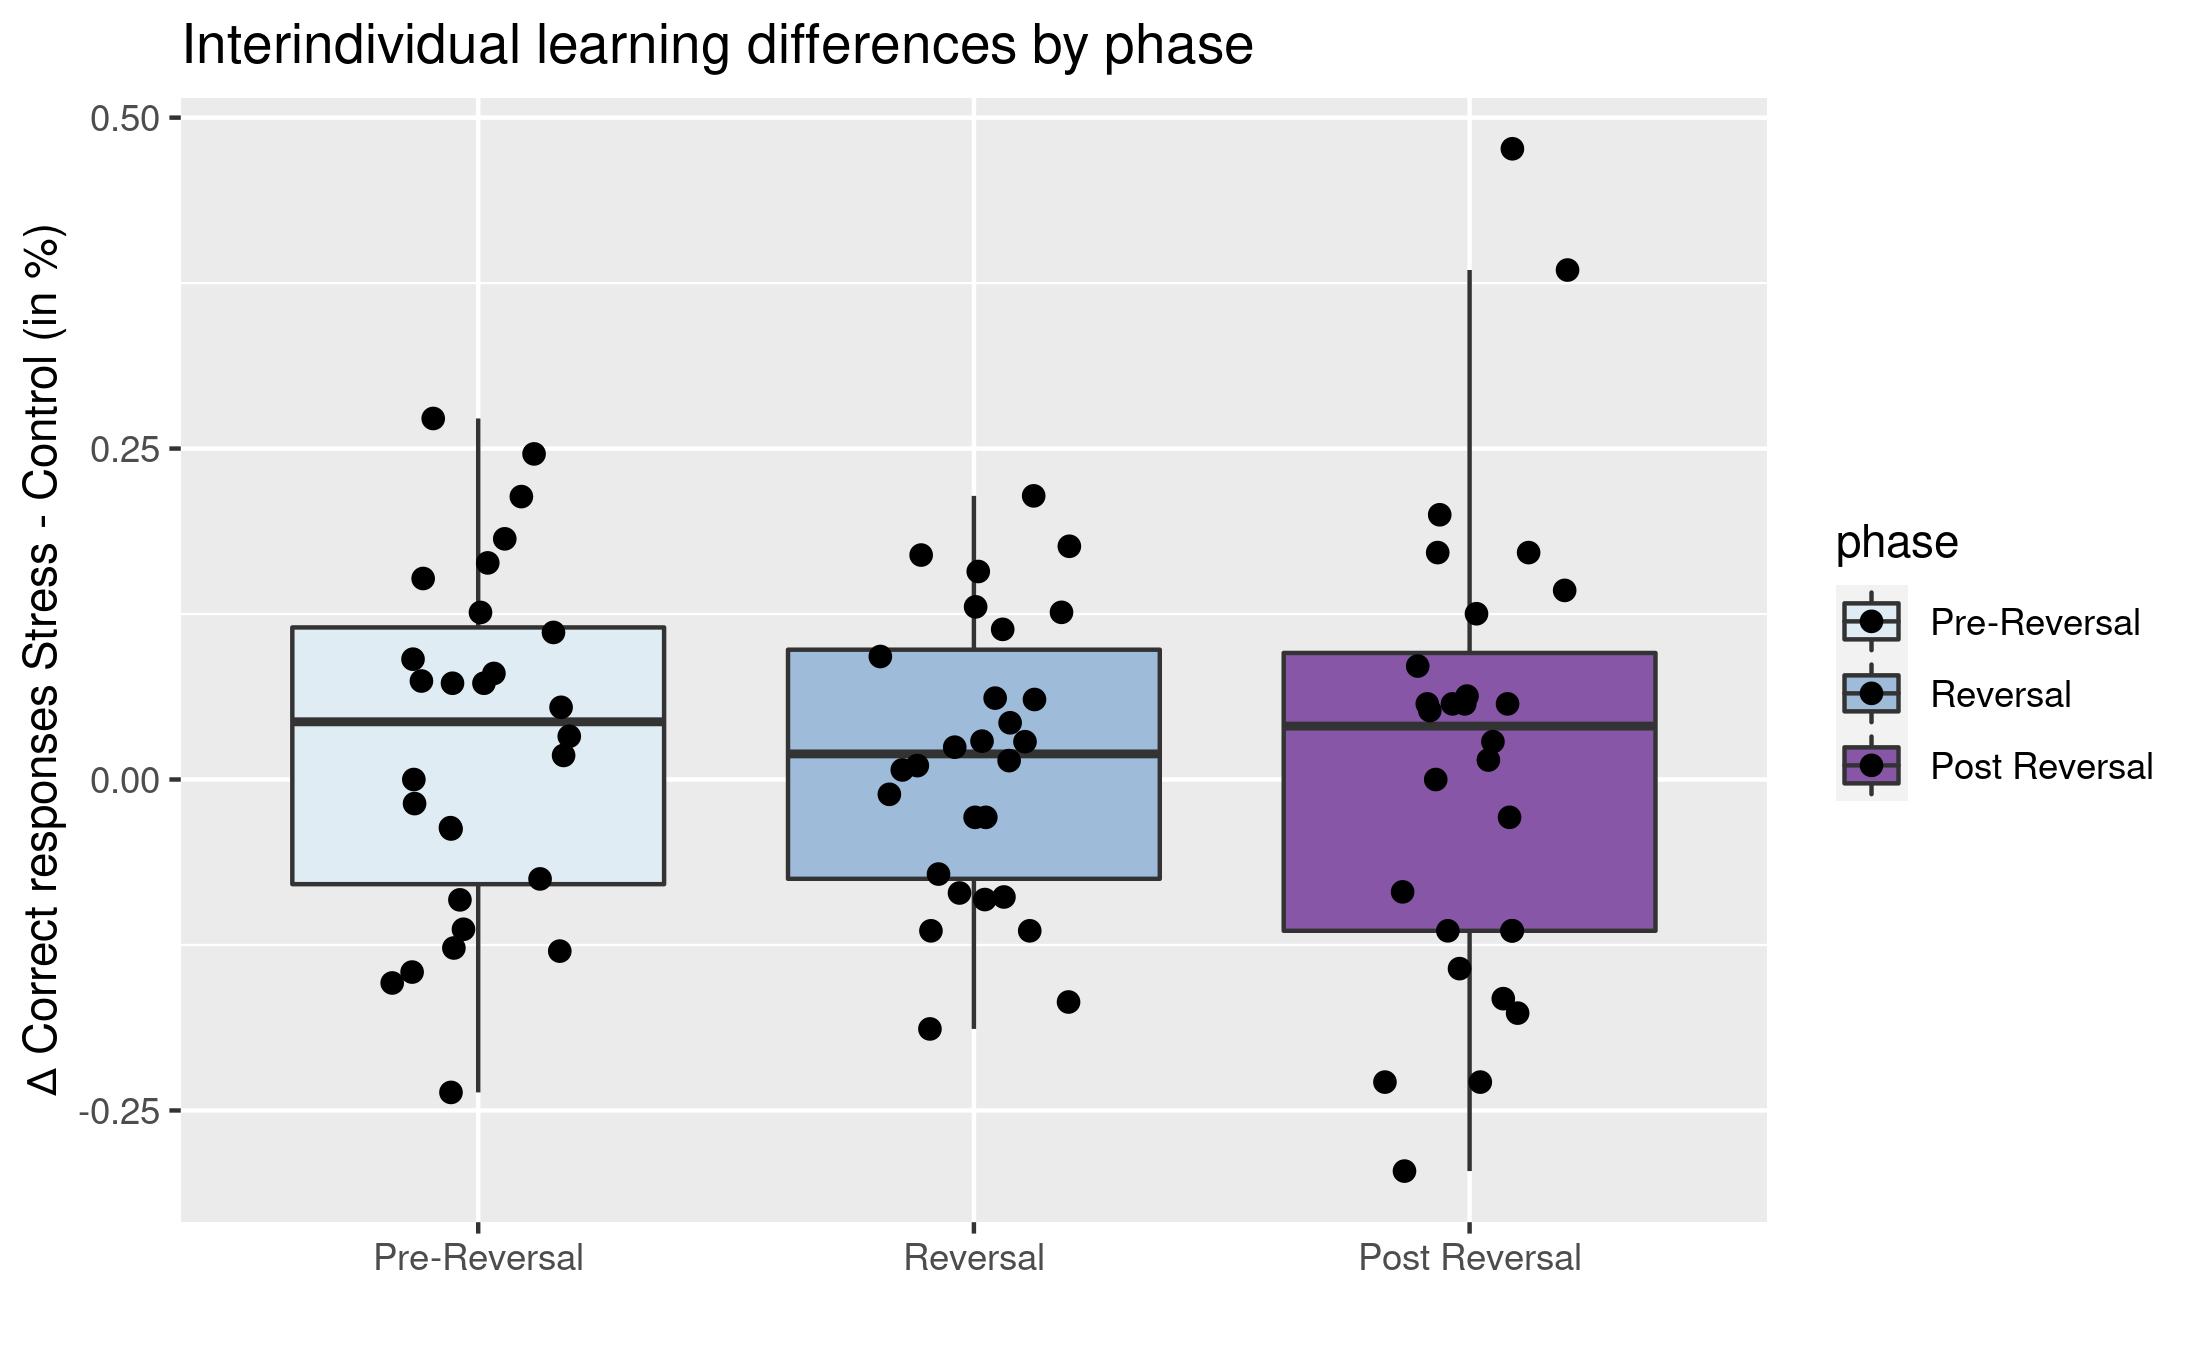 Interindividual learning differences by phase
Δ Correct responses Stress - Control (in %)
0.50
0.25
0.00
-0.25
Pre-Reversal
Reversal
Post Reversal
phase
Pre-Reversal
Reversal
Post Reversal